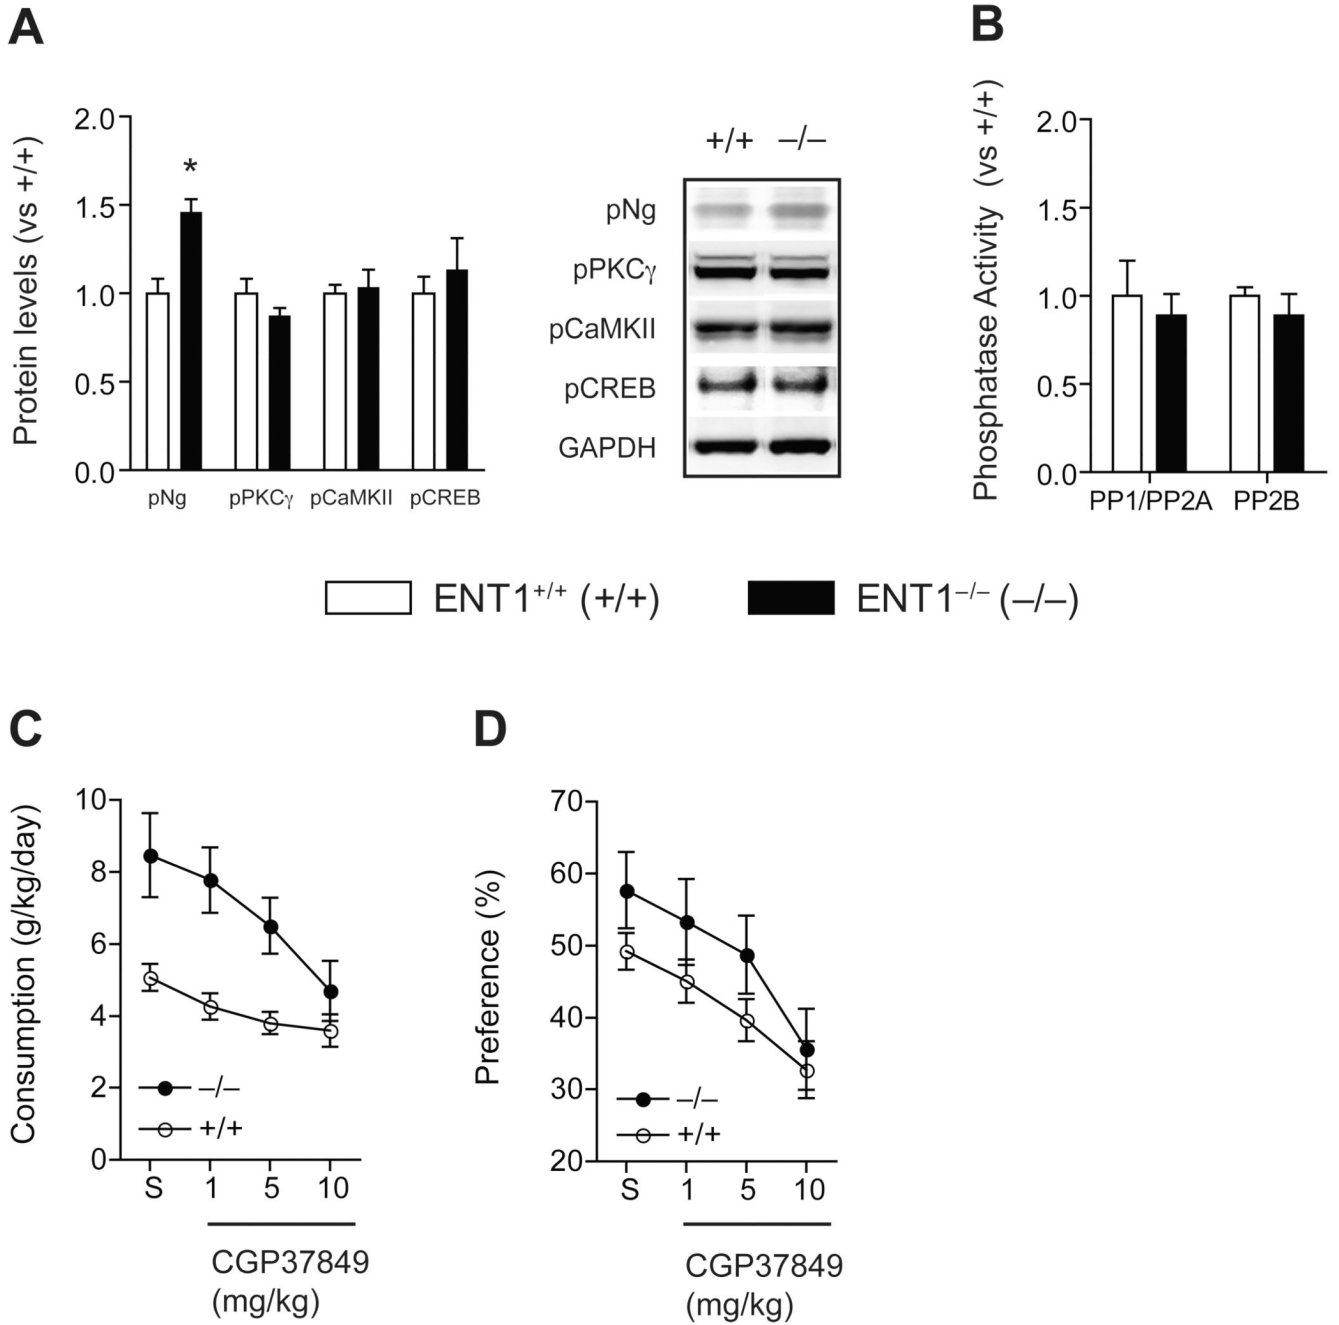 A
Protein levels (vs +/+)
2.0
1.5
1.0
0.5
0.0
*
pNg
pPKCγ
pCaMKII
pCREB
+/+
–/–
pNg
pPKCγ
pCaMKII
pCREB
GAPDH
B
Phosphatase Activity (vs +/+)
2.0
1.5
1.0
0.5
0.0
PP1/PP2A
PP2B
ENT1+/+ (+/+)
ENT1–/– (–/–)
C
Consumption (g/kg/day)
10
8
6
4
2
0
–/–
+/+
S
1
5
10
CGP37849
(mg/kg)
D
Preference (%)
70
60
50
40
30
20
–/–
+/+
S
1
5
10
CGP37849
(mg/kg)